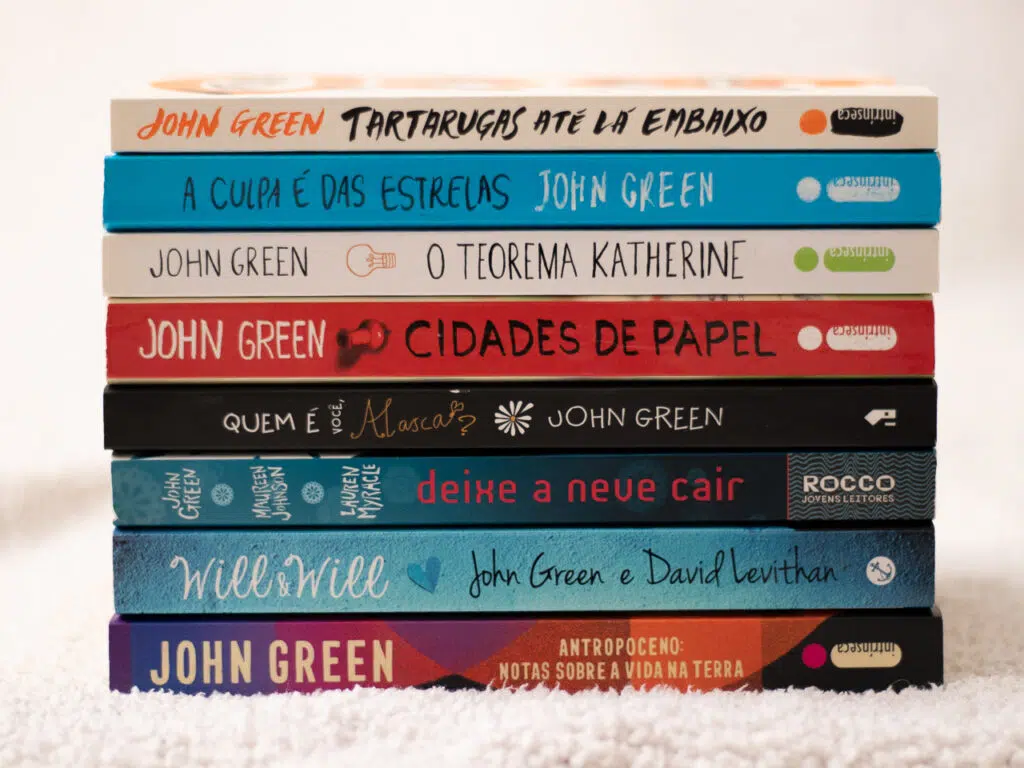 JOHN GREEN TARTARUGAS ATÉ LÁ EMBAIXO intrínseca
A CULPA É DAS ESTRELAS JOHN GREEN intrínseca
JOHN GREEN O TEOREMA KATHERINE intrínseca
JOHN GREEN CIDADES DE PAPEL intrínseca
QUEM É VOCÊ, Alasca? JOHN GREEN
JOHN GREEN MAUREEN JOHNSON LAUREN MYRACLE deixe a neve cair ROCCO JOVENS LEITORES
Will & Will John Green e David Levithan
JOHN GREEN ANTROPOCENO: NOTAS SOBRE A VIDA NA TERRA intrínseca